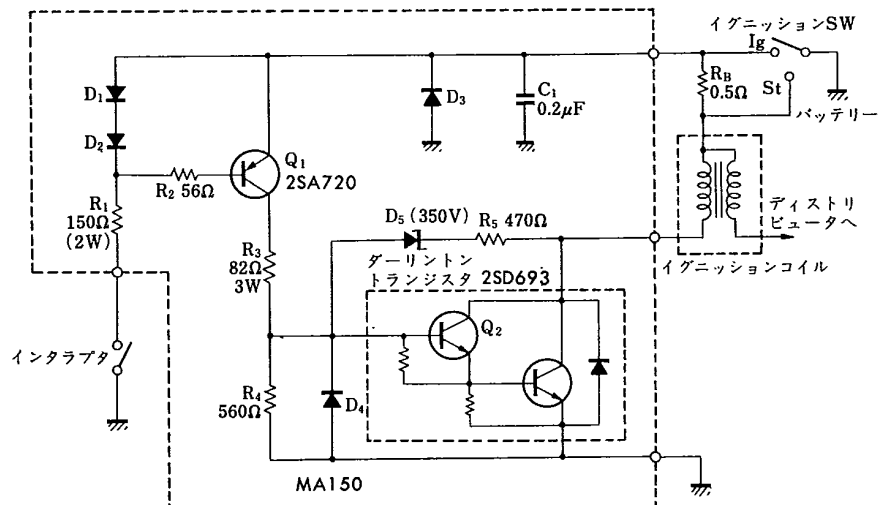 イグニッションSW
Ig
RB
0.5Ω
St
バッテリー
D1
D2
D3
C1
0.2μF
Q1
2SA720
R2 56Ω
R1
150Ω
(2W)
D5 (350V)
R5 470Ω
ディストリ
ビュータへ
イグニッションコイル
R3
82Ω
3W
ダーリントン
トランジスタ 2SD693
Q2
インタラプタ
R4
560Ω
D4
MA150